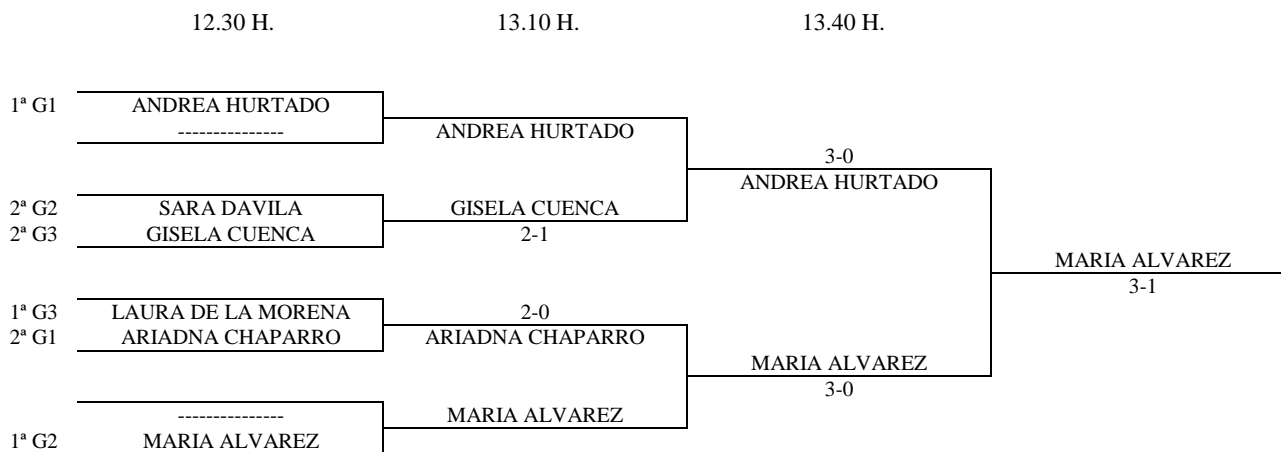 12.30 H. 13.10 H. 13.40 H.
1ª G1 ANDREA HURTADO
---------------
ANDREA HURTADO
3-0
ANDREA HURTADO
2ª G2 SARA DAVILA GISELA CUENCA
2ª G3 GISELA CUENCA 2-1
MARIA ALVAREZ
3-1
1ª G3 LAURA DE LA MORENA 2-0
2ª G1 ARIADNA CHAPARRO ARIADNA CHAPARRO
MARIA ALVAREZ
3-0
--------------- MARIA ALVAREZ
1ª G2 MARIA ALVAREZ